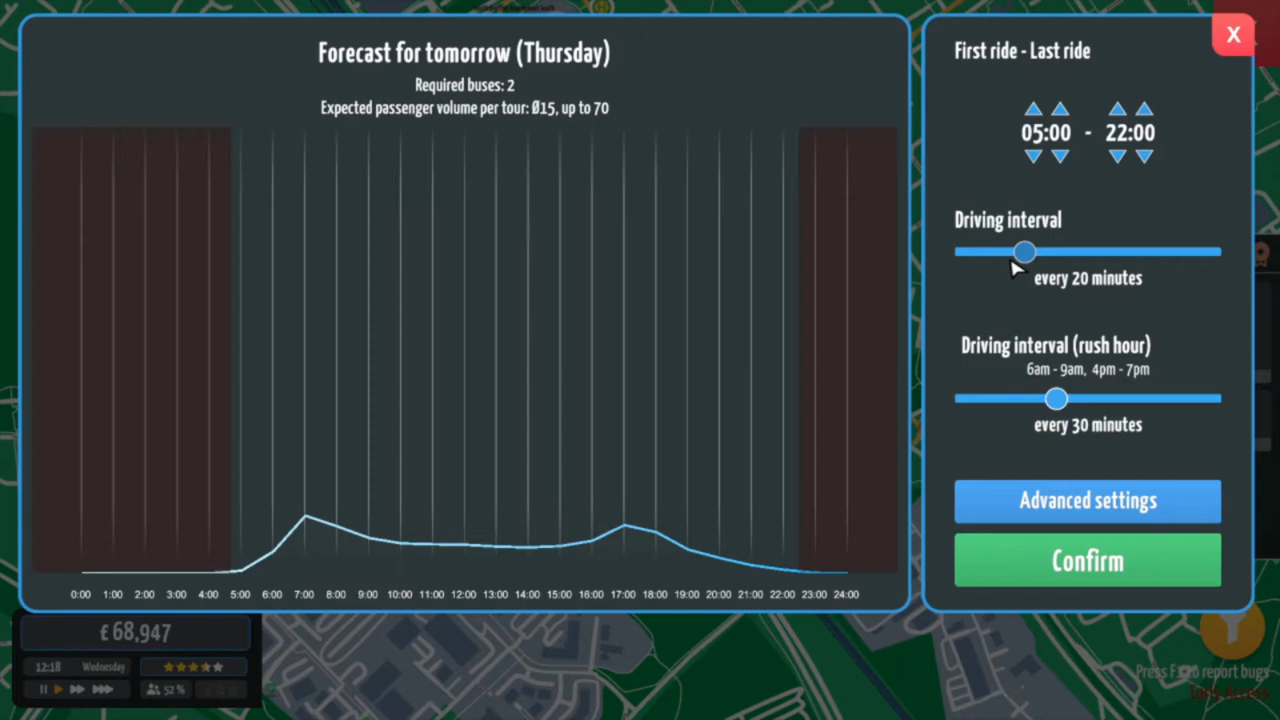 Forecast for tomorrow (Thursday)
Required buses: 2
Expected passenger volume per tour: Ø15, up to 70
0:00 1:00 2:00 3:00 4:00 5:00 6:00 7:00 8:00 9:00 10:00 11:00 12:00 13:00 14:00 15:00 16:00 17:00 18:00 19:00 20:00 21:00 22:00 23:00 24:00
X
First ride - Last ride
05:00 - 22:00
Driving interval
every 20 minutes
Driving interval (rush hour)
6am - 9am, 4pm - 7pm
every 30 minutes
Advanced settings
Confirm
£ 68,947
12:18 Wednesday
52 %
to report bugs
Early Access